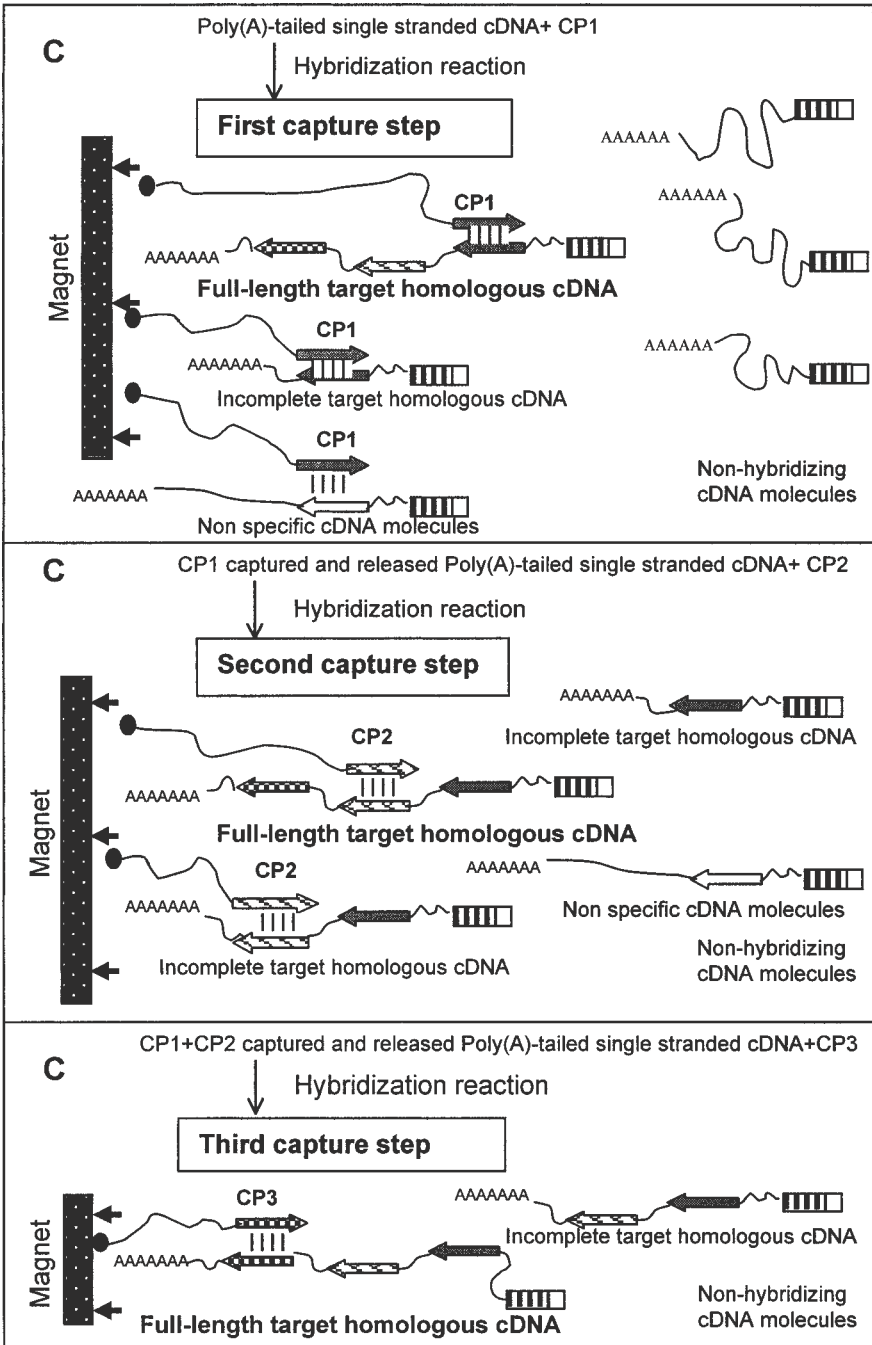 C
Poly(A)-tailed single stranded cDNA+ CP1
Hybridization reaction
First capture step
AAAAAA
Magnet
CP1
AAAAAA
AAAAAAA
Full-length target homologous cDNA
CP1
AAAAAA
AAAAAAA
Incomplete target homologous cDNA
CP1
Non-hybridizing
cDNA molecules
AAAAAAA
Non specific cDNA molecules
C
CP1 captured and released Poly(A)-tailed single stranded cDNA+ CP2
Hybridization reaction
Second capture step
AAAAAAA
Incomplete target homologous cDNA
Magnet
CP2
AAAAAAA
Full-length target homologous cDNA
AAAAAAA
CP2
AAAAAAA
Non specific cDNA molecules
Incomplete target homologous cDNA
Non-hybridizing
cDNA molecules
C
CP1+CP2 captured and released Poly(A)-tailed single stranded cDNA+CP3
Hybridization reaction
Third capture step
Magnet
CP3
AAAAAAA
Incomplete target homologous cDNA
AAAAAAA
Full-length target homologous cDNA
Non-hybridizing
cDNA molecules